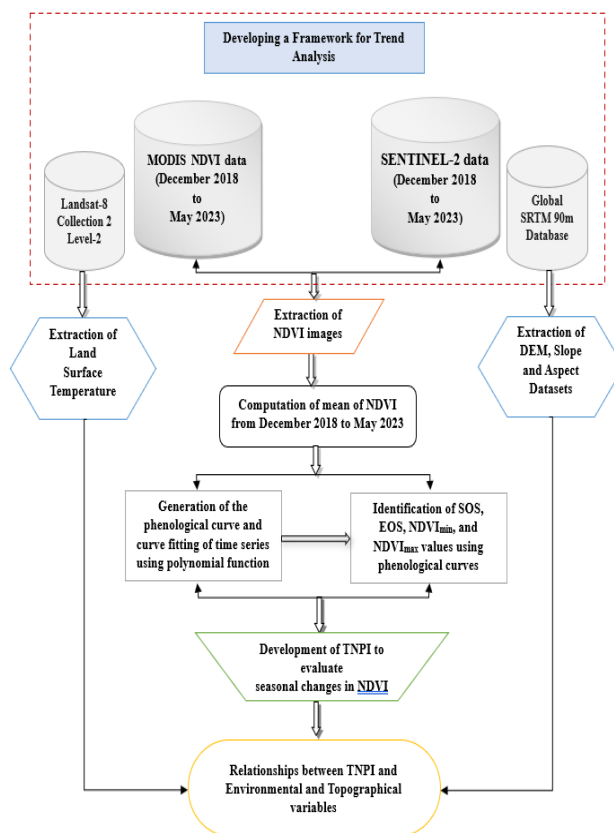 Developing a Framework for Trend
Analysis
MODIS NDVI data
(December 2018
to
May 2023)
SENTINEL-2 data
(December 2018
to
May 2023)
Landsat-8
Collection 2
Level-2
Global
SRTM 90m
Database
Extraction of
NDVI images
Extraction of
Land
Surface
Temperature
Extraction of
DEM, Slope
and Aspect
Datasets
Computation of mean of NDVI
from December 2018 to May 2023
Generation of the
phenological curve and
curve fitting of time series
using polynomial function
Identification of SOS,
EOS, NDVImin, and
NDVImax values using
phenological curves
Development of TNPI to
evaluate
seasonal changes in NDVI
Relationships between TNPI and
Environmental and Topographical
variables